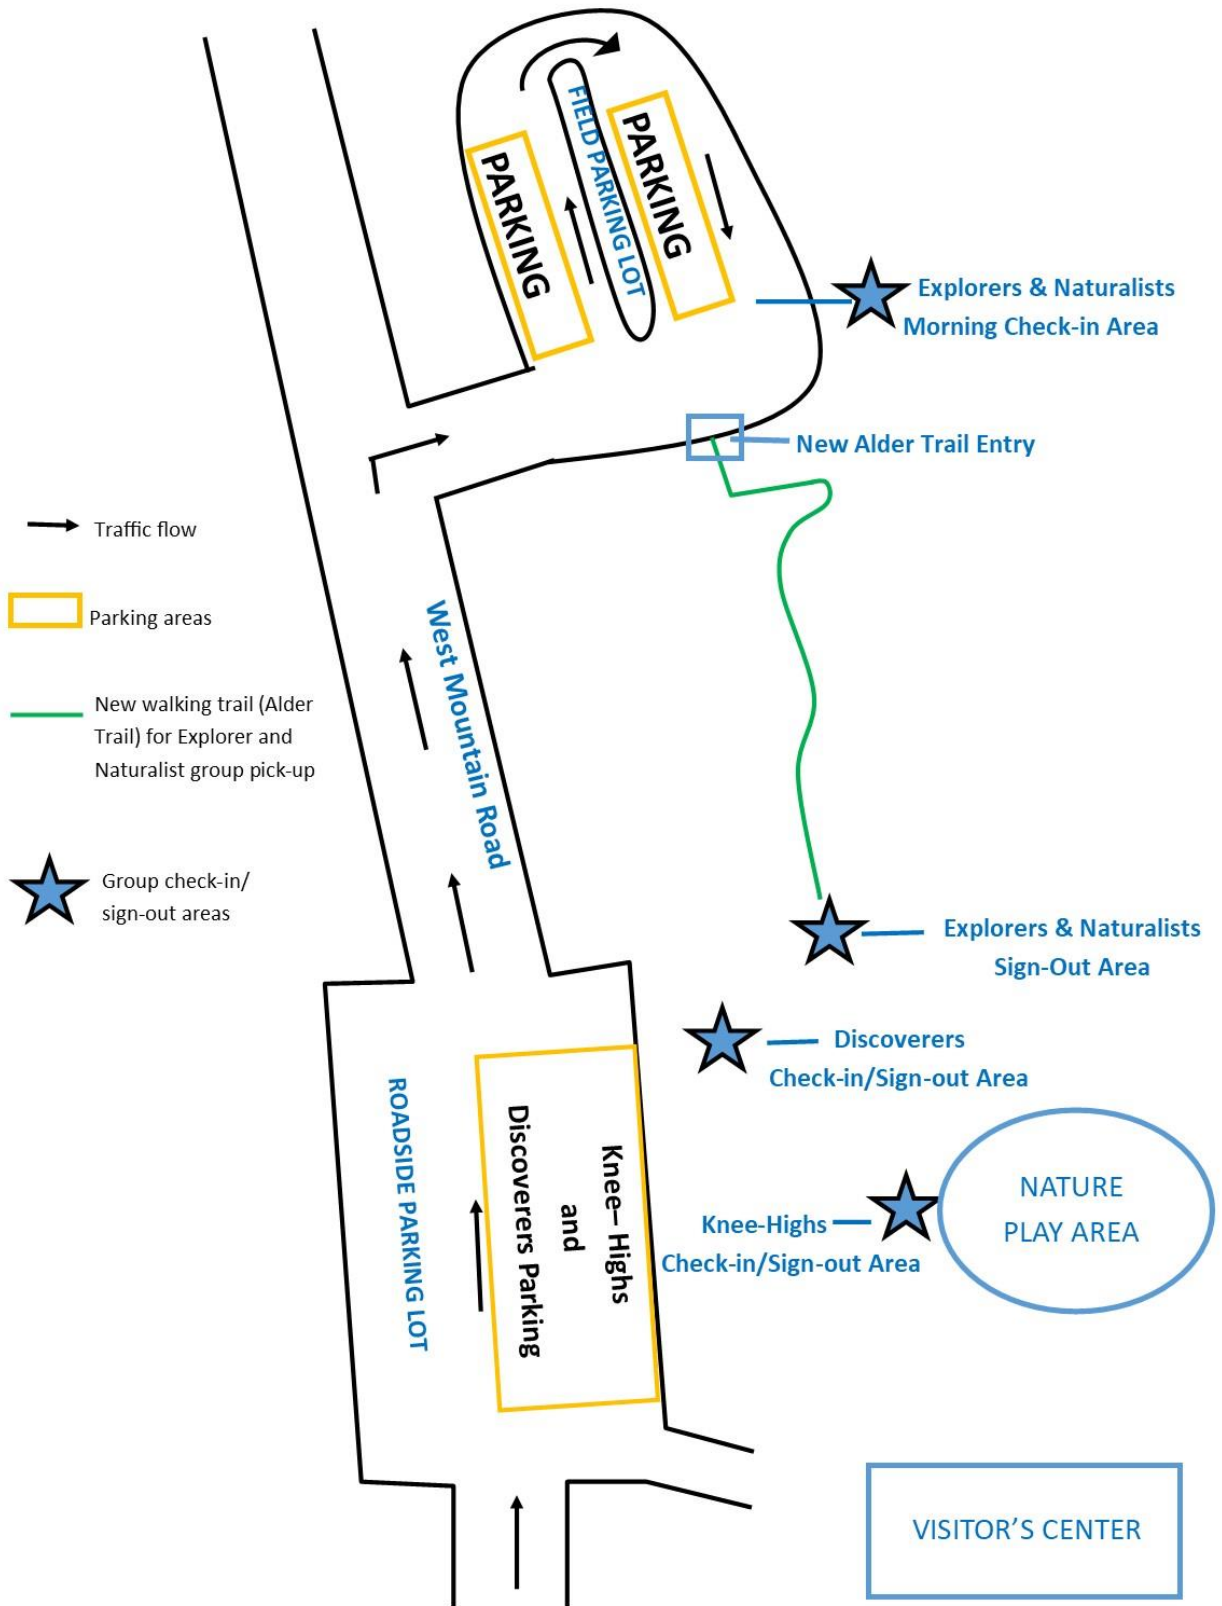 FIELD PARKING LOT
PARKING
PARKING
Explorers & Naturalists
Morning Check-in Area
New Alder Trail Entry
Traffic flow
Parking areas
New walking trail (Alder
Trail) for Explorer and
Naturalist group pick-up
Group check-in/
sign-out areas
West Mountain Road
Explorers & Naturalists
Sign-Out Area
Discoverers
Check-in/Sign-out Area
ROADSIDE PARKING LOT
Knee– Highs
and
Discoverers Parking
Knee-Highs
Check-in/Sign-out Area
NATURE
PLAY AREA
VISITOR’S CENTER